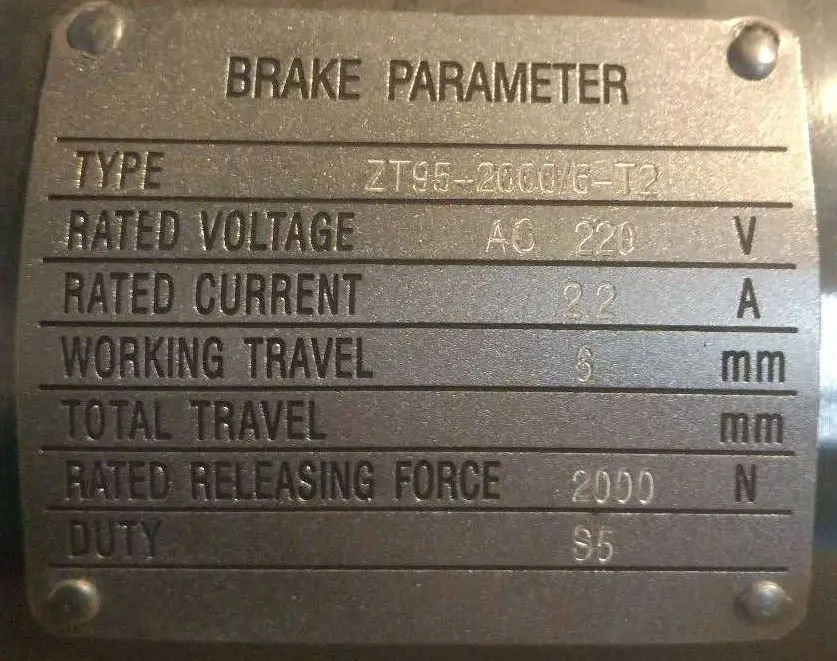 BRAKE PARAMETER
TYPE ZT95-2000/6-T2
RATED VOLTAGE AC 220 V
RATED CURRENT 2.2 A
WORKING TRAVEL 6 mm
TOTAL TRAVEL mm
RATED RELEASING FORCE 2000 N
DUTY S5